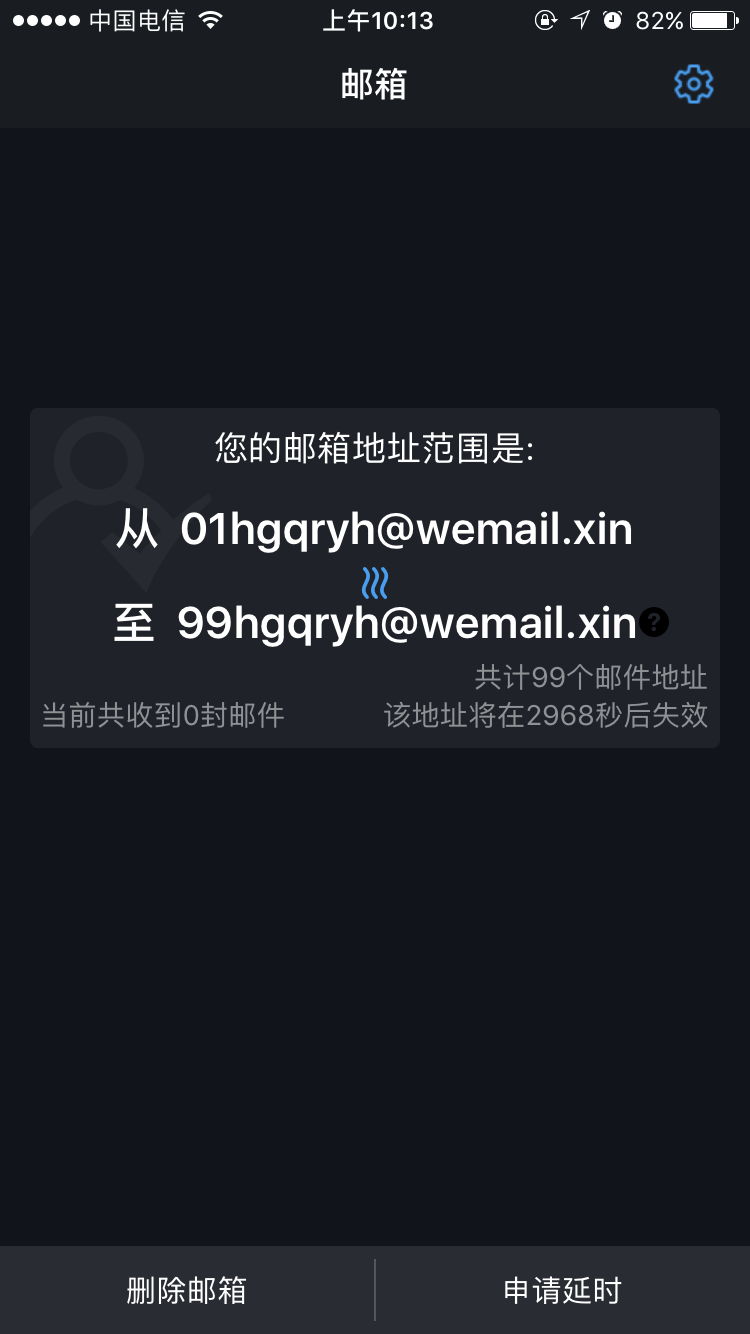 中国电信 上午10:13 82%
邮箱
您的邮箱地址范围是:
从 01hgqryh@wemail.xin
至 99hgqryh@wemail.xin ?
共计99个邮件地址
当前共收到0封邮件 该地址将在2968秒后失效
删除邮箱 申请延时